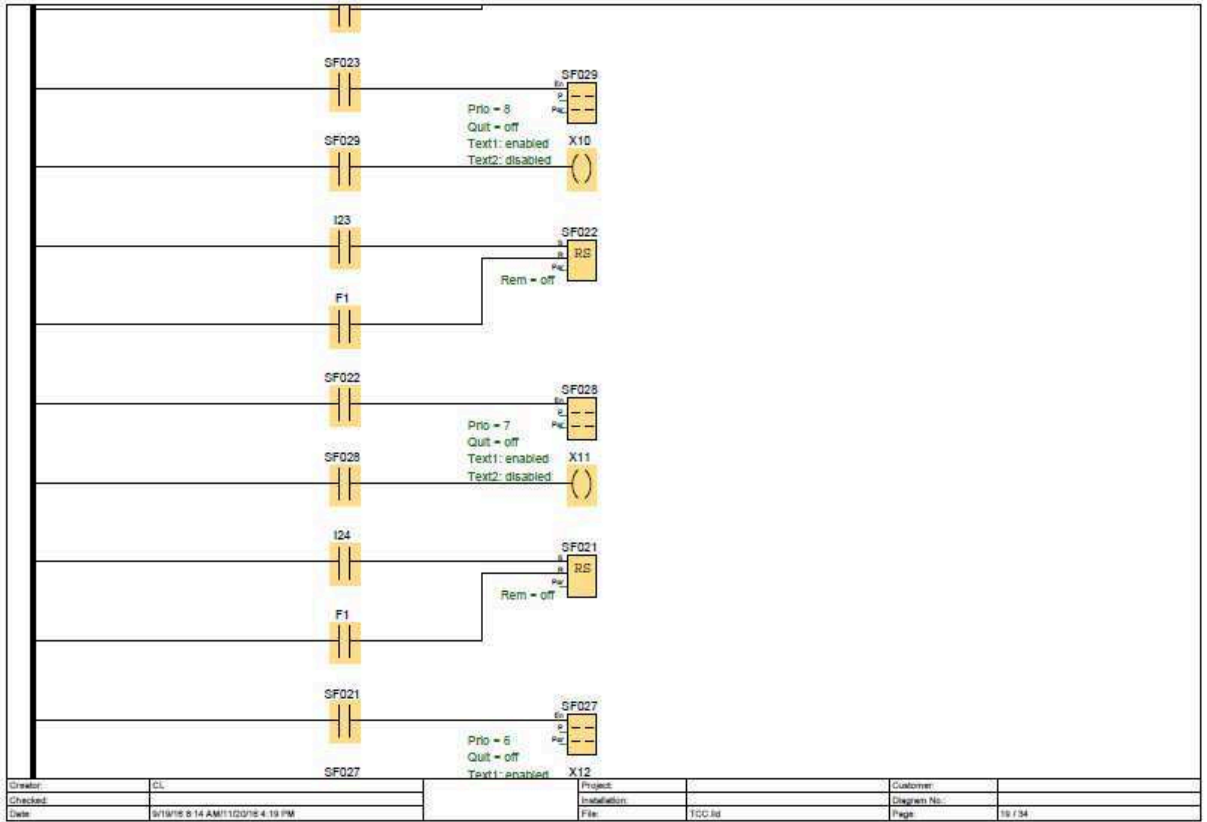 SF023
SF029
En
P
Par
Prio = 8
Quit = off
Text1: enabled
Text2: disabled
SF029
X10
I23
SF022
S
R
RS
Par
Rem = off
F1
SF022
SF028
En
P
Par
Prio = 7
Quit = off
Text1: enabled
Text2: disabled
SF028
X11
I24
SF021
S
R
RS
Par
Rem = off
F1
SF021
SF027
En
P
Par
Prio = 6
Quit = off
Text1: enabled
SF027
X12
Creator: CL Project: Customer:
Checked: Installation: Diagram No.:
Date: 9/19/16 8:14 AM/11/20/16 4:19 PM File: TCC.lld Page: 19 / 34